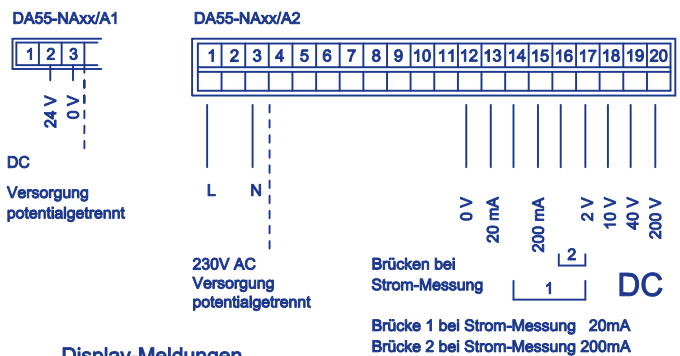 DA55-NAxx/A1
DA55-NAxx/A2
1 2 3
1 2 3 4 5 6 7 8 9 10 11 12 13 14 15 16 17 18 19 20
24 V
0 V
DC
Versorgung
potentialgetrennt
L N
230V AC
Versorgung
potentialgetrennt
0 V
20 mA
200 mA
2 V
10 V
40 V
200 V
Brücken bei
Strom-Messung
2
1
DC
Brücke 1 bei Strom-Messung 20mA
Brücke 2 bei Strom-Messung 200mA
Display-Meldungen